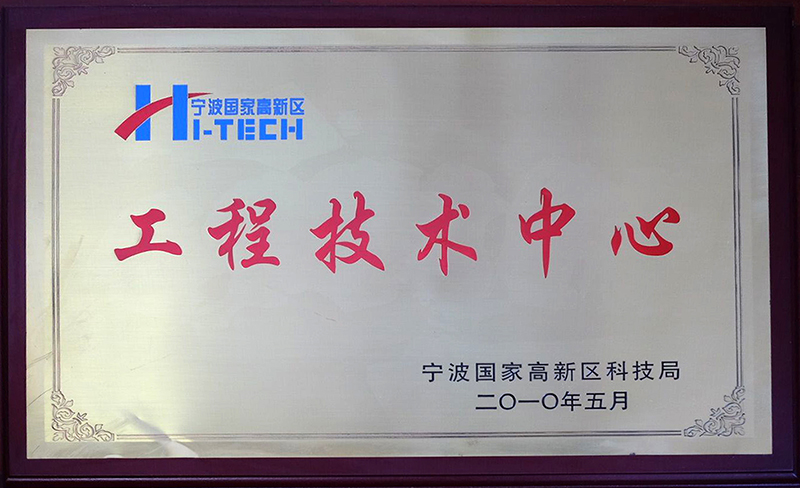 宁波国家高新区
HI-TECH
工程技术中心
宁波国家高新区科技局
二〇一〇年五月